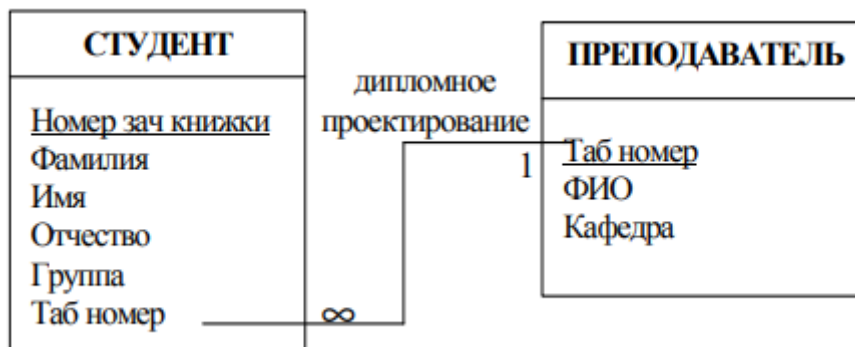 СТУДЕНТ
Номер зач книжки
Фамилия
Имя
Отчество
Группа
Таб номер
∞
дипломное
проектирование
1
ПРЕПОДАВАТЕЛЬ
Таб номер
ФИО
Кафедра